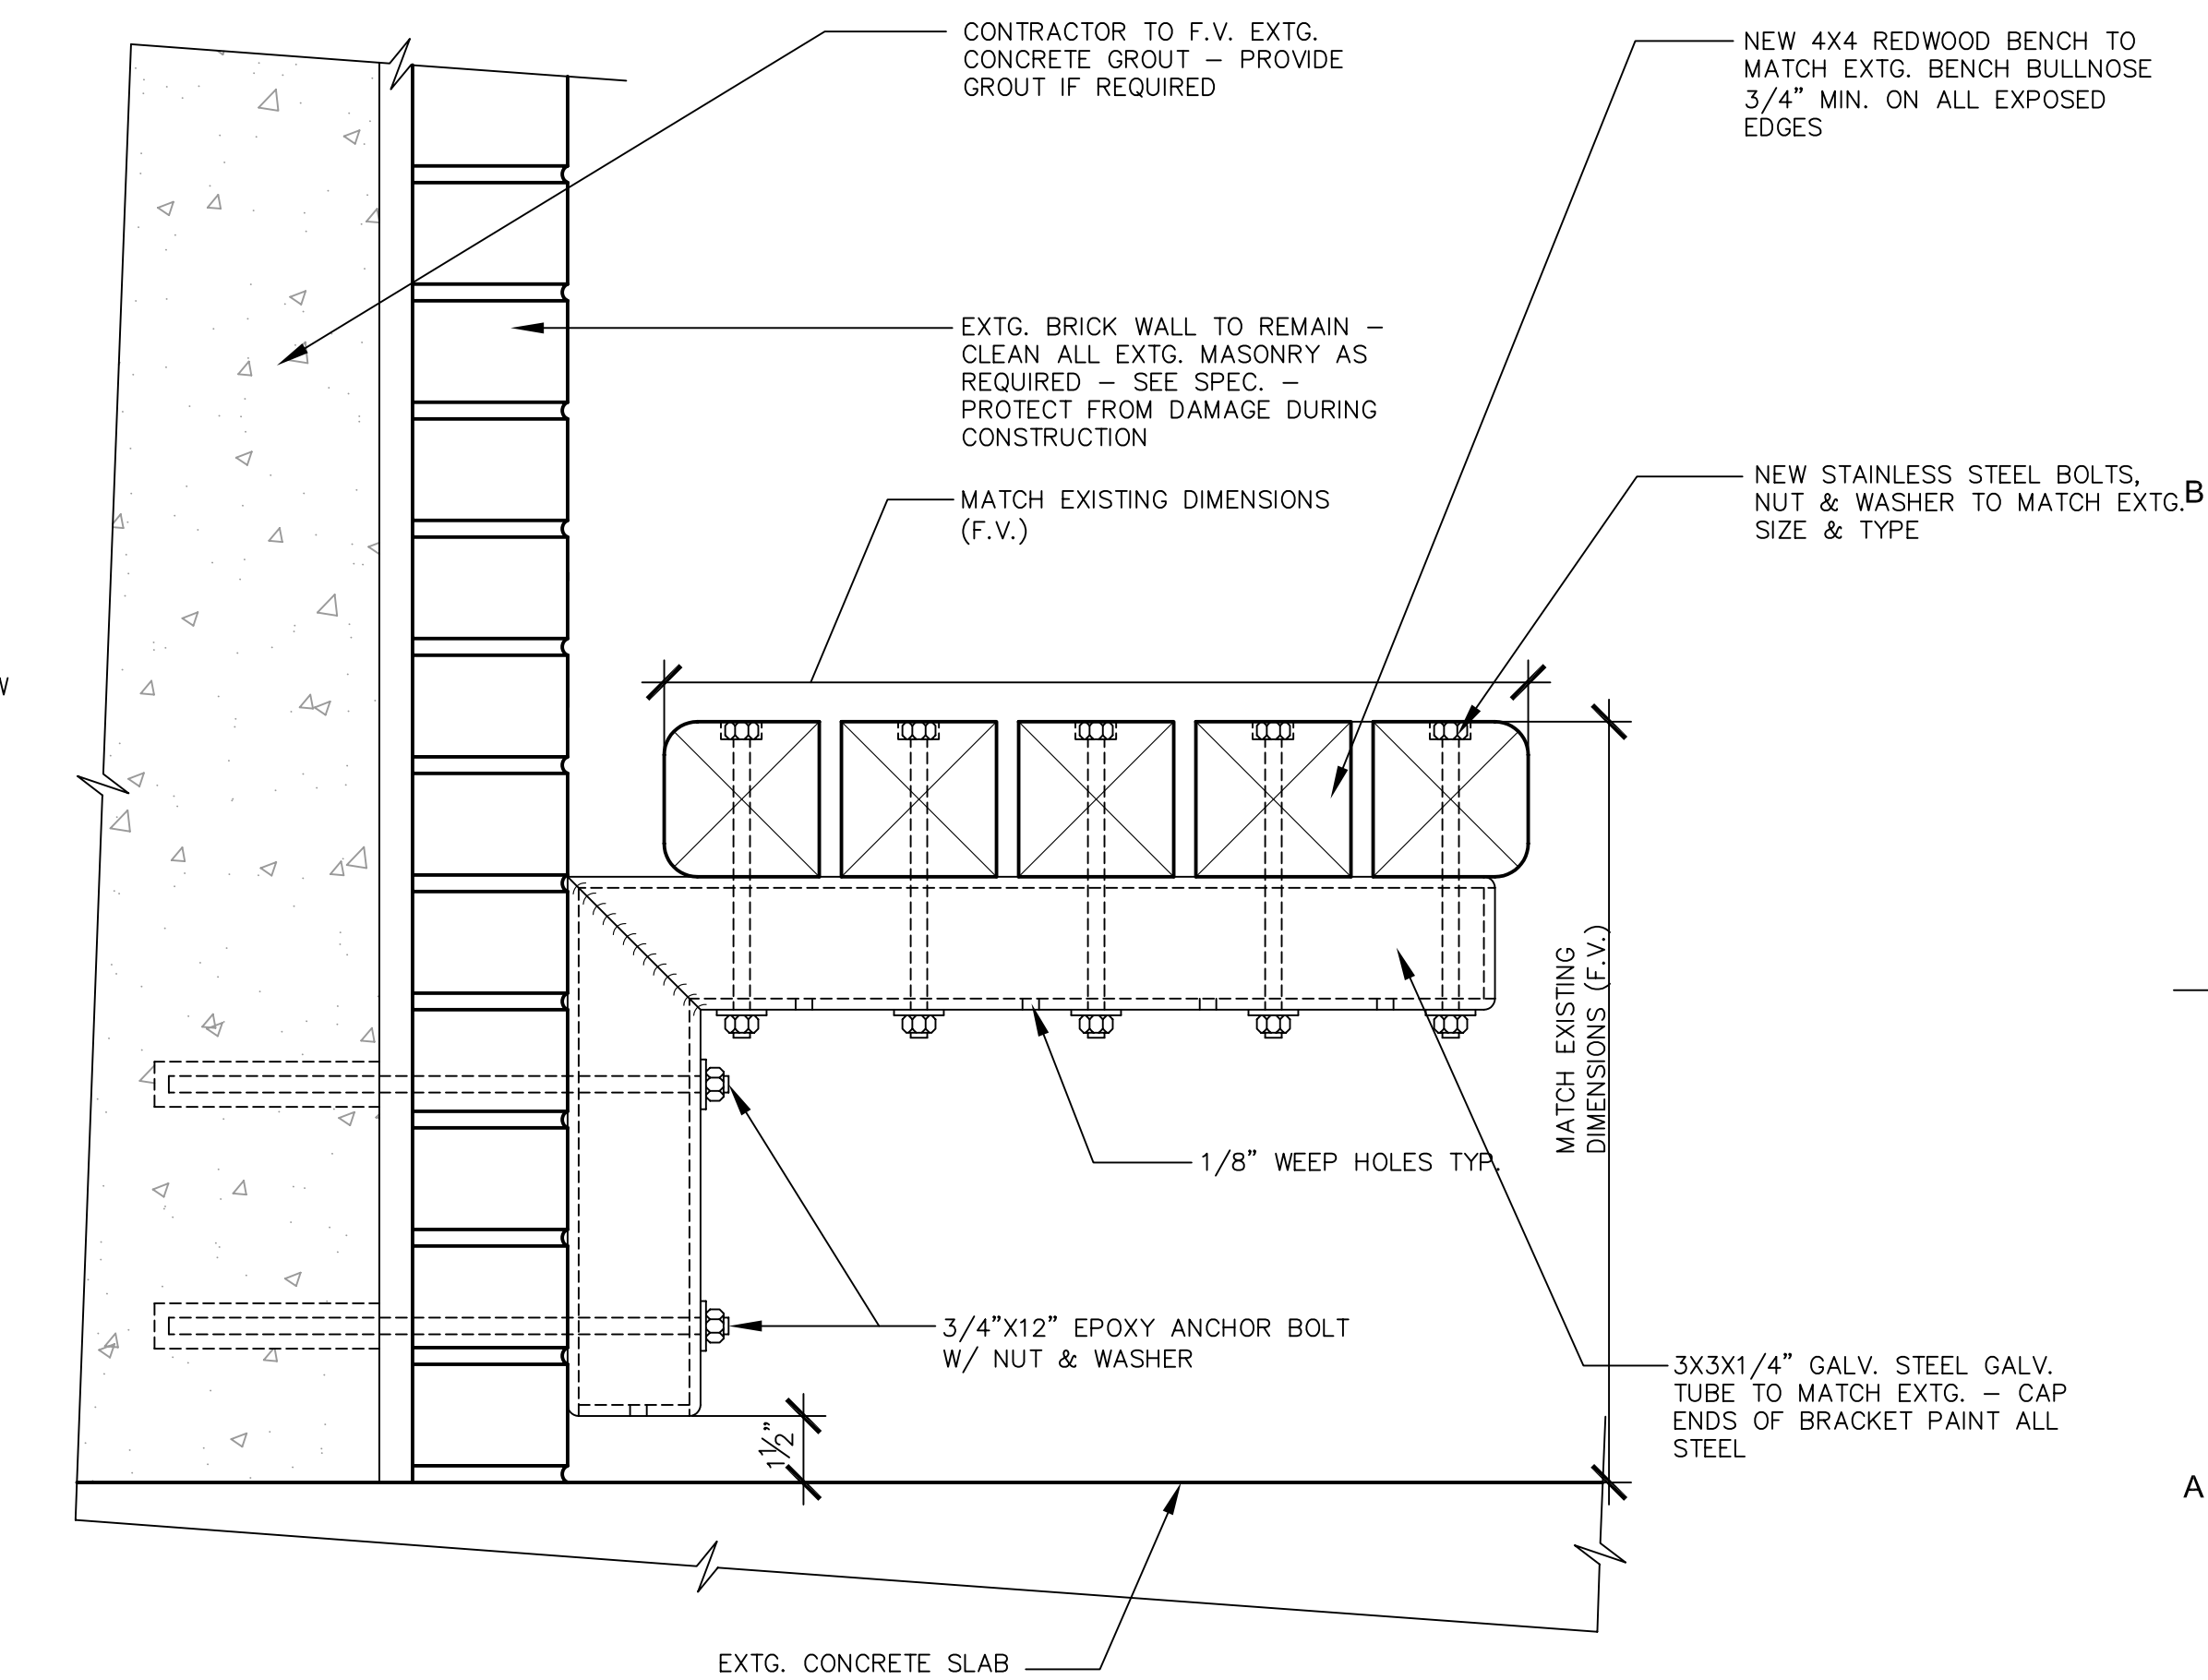 CONTRACTOR TO F.V. EXTG.
CONCRETE GROUT – PROVIDE
GROUT IF REQUIRED
NEW 4X4 REDWOOD BENCH TO
MATCH EXTG. BENCH BULLNOSE
3/4” MIN. ON ALL EXPOSED
EDGES
EXTG. BRICK WALL TO REMAIN –
CLEAN ALL EXTG. MASONRY AS
REQUIRED – SEE SPEC. –
PROTECT FROM DAMAGE DURING
CONSTRUCTION
MATCH EXISTING DIMENSIONS
(F.V.)
NEW STAINLESS STEEL BOLTS,
NUT & WASHER TO MATCH EXTG.
SIZE & TYPE
B
W
MATCH EXISTING
DIMENSIONS (F.V.)
1/8” WEEP HOLES TYP.
3/4”X12” EPOXY ANCHOR BOLT
W/ NUT & WASHER
3X3X1/4” GALV. STEEL GALV.
TUBE TO MATCH EXTG. – CAP
ENDS OF BRACKET PAINT ALL
STEEL
1½”
A
EXTG. CONCRETE SLAB